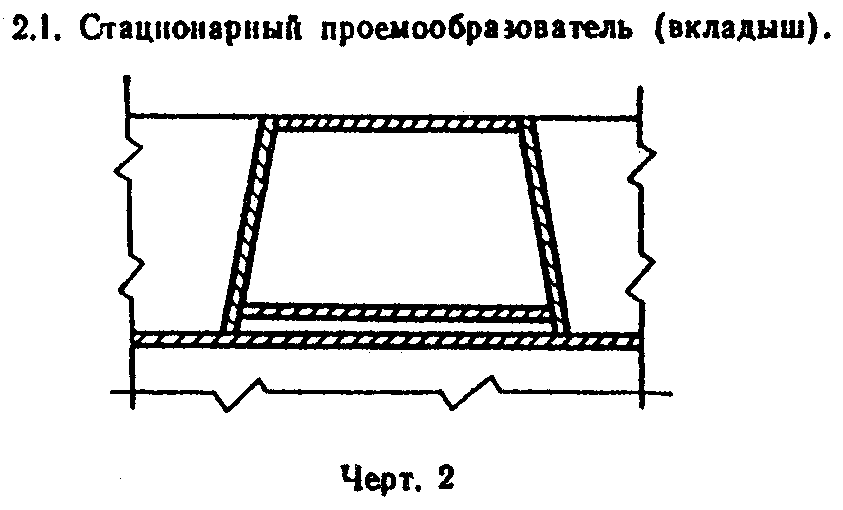 2.1. Стационарный проемообразователь (вкладыш).
Черт. 2